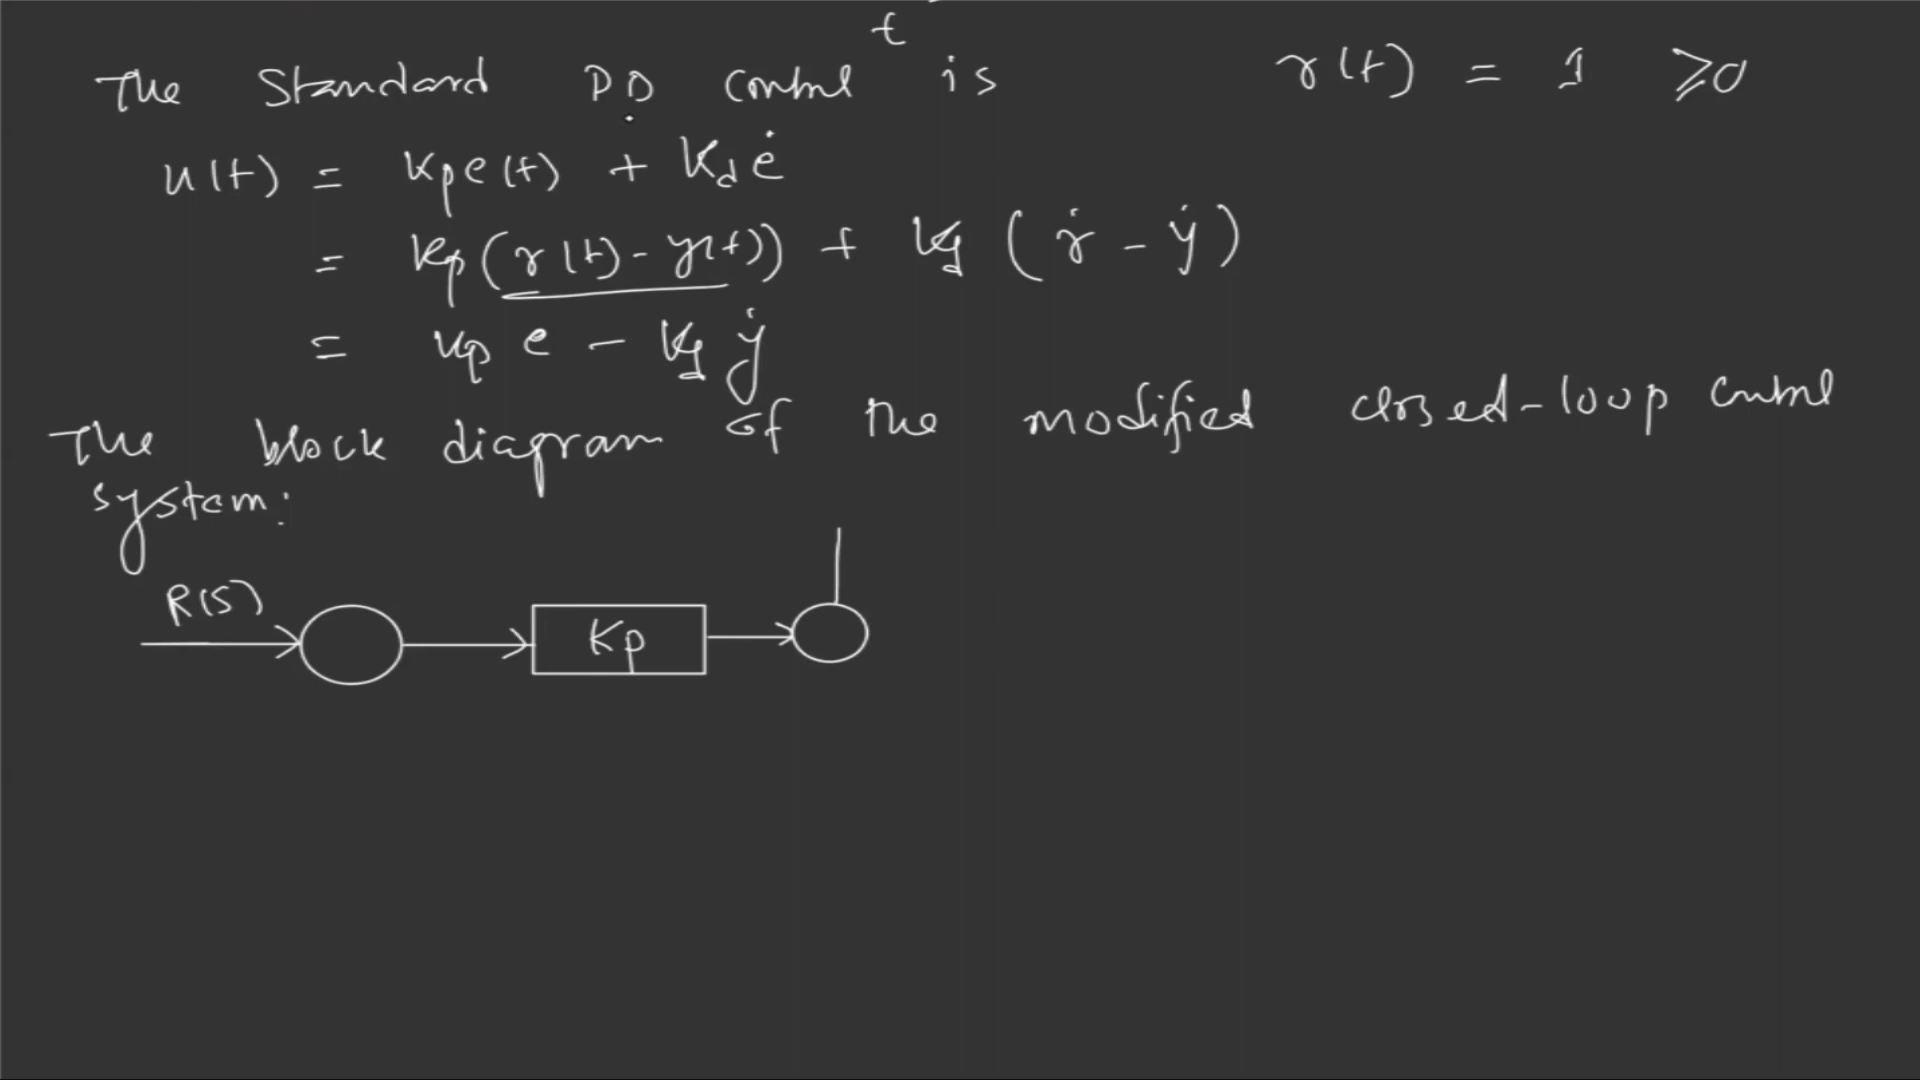 t
The Standard PD control is r(t) = 1 ≥0
u(t) = Kpe(t) + Kdė
= Kp(r(t) - y(t)) + Kd (ṙ - ẏ)
= Kp e - Kd ẏ
The block diagram of the modified closed-loop control
system:
R(S)
Kp